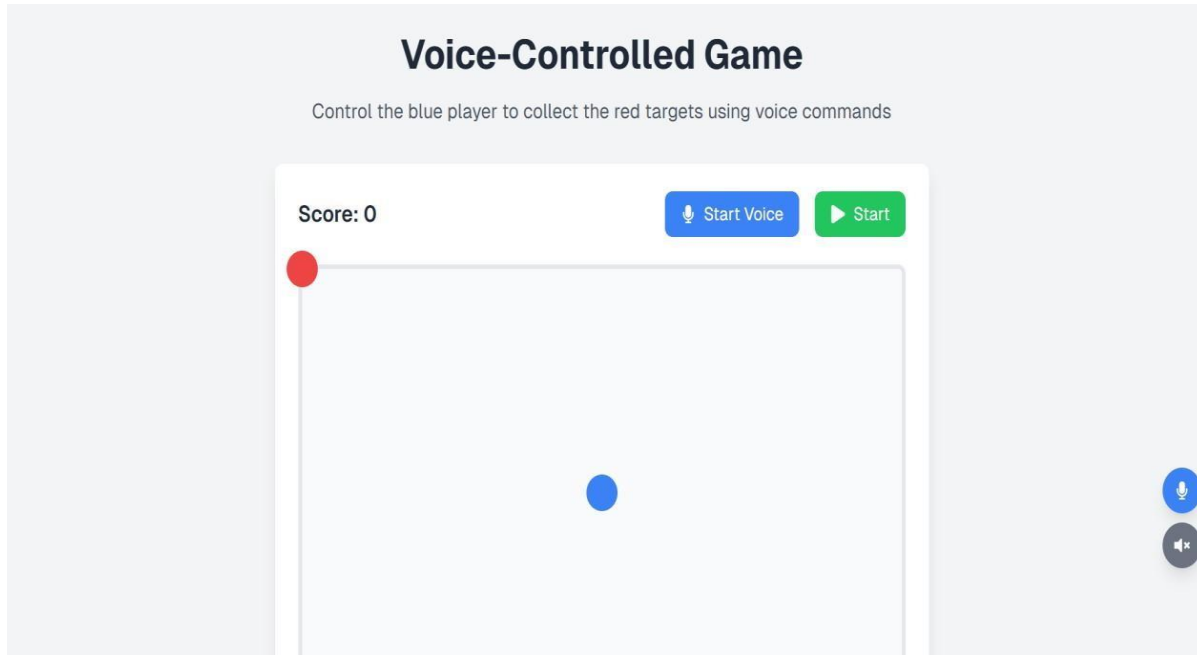 Voice-Controlled Game
Control the blue player to collect the red targets using voice commands
Score: 0
Start Voice
Start